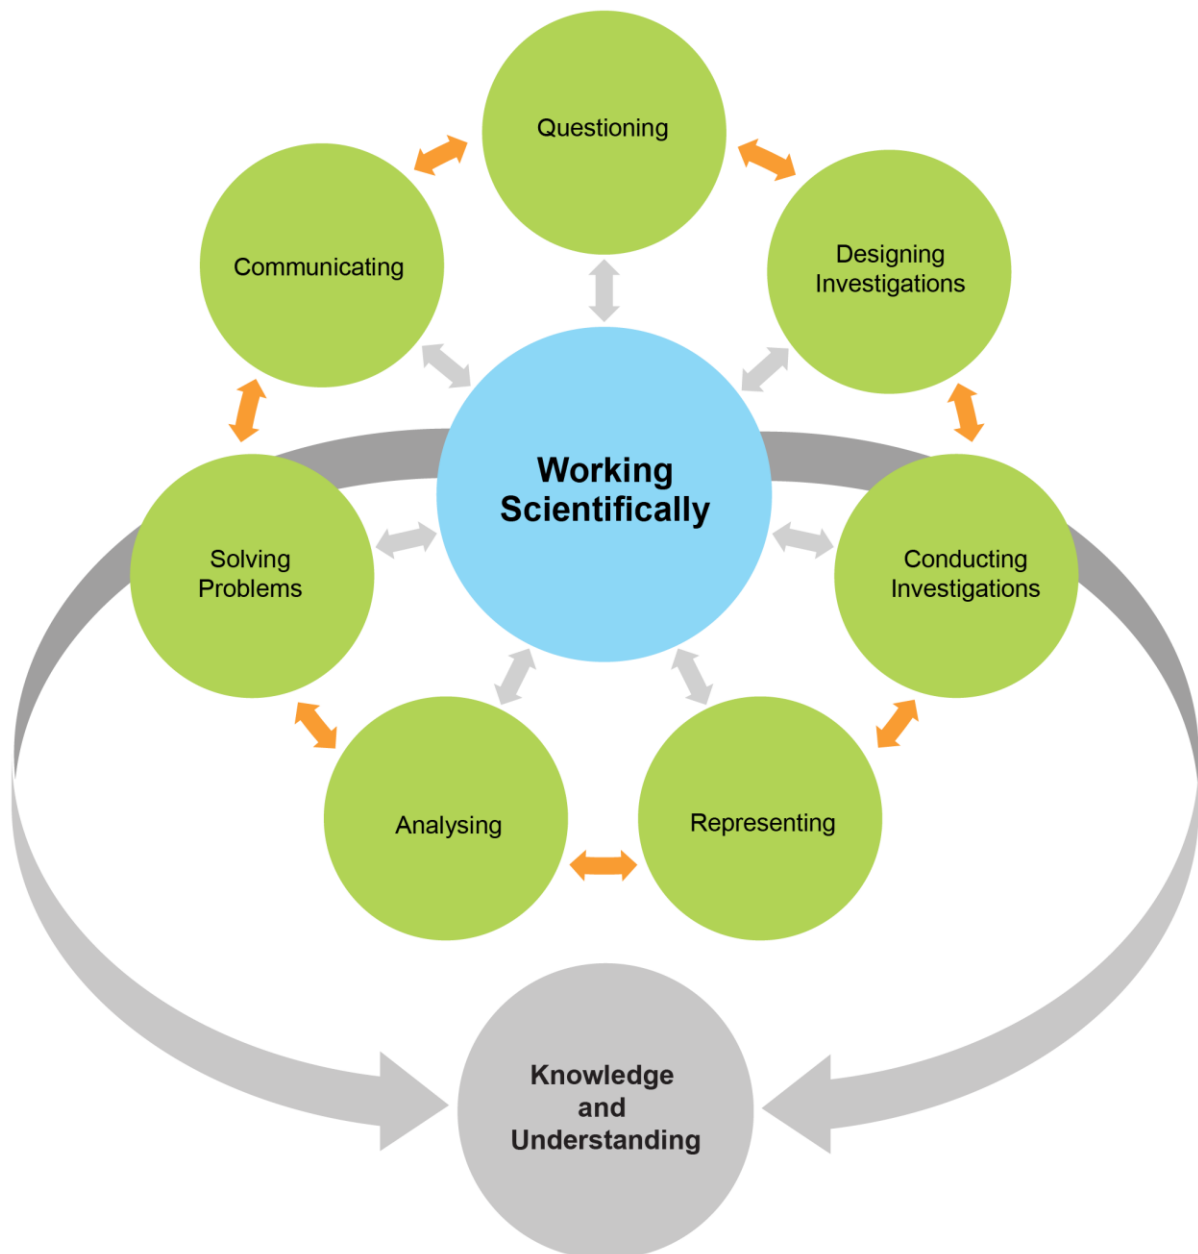 Questioning
Communicating
Designing
Investigations
Working
Scientifically
Solving
Problems
Conducting
Investigations
Analysing
Representing
Knowledge
and
Understanding